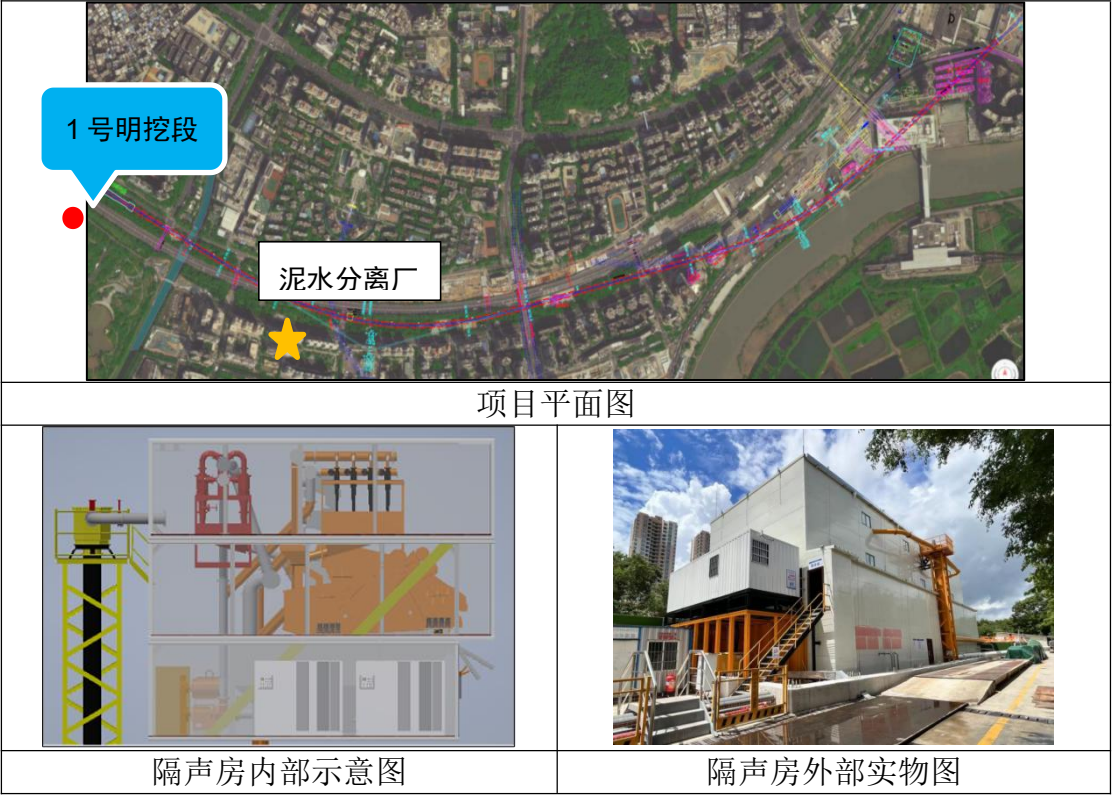 1号明挖段
泥水分离厂
项目平面图
隔声房内部示意图
隔声房外部实物图